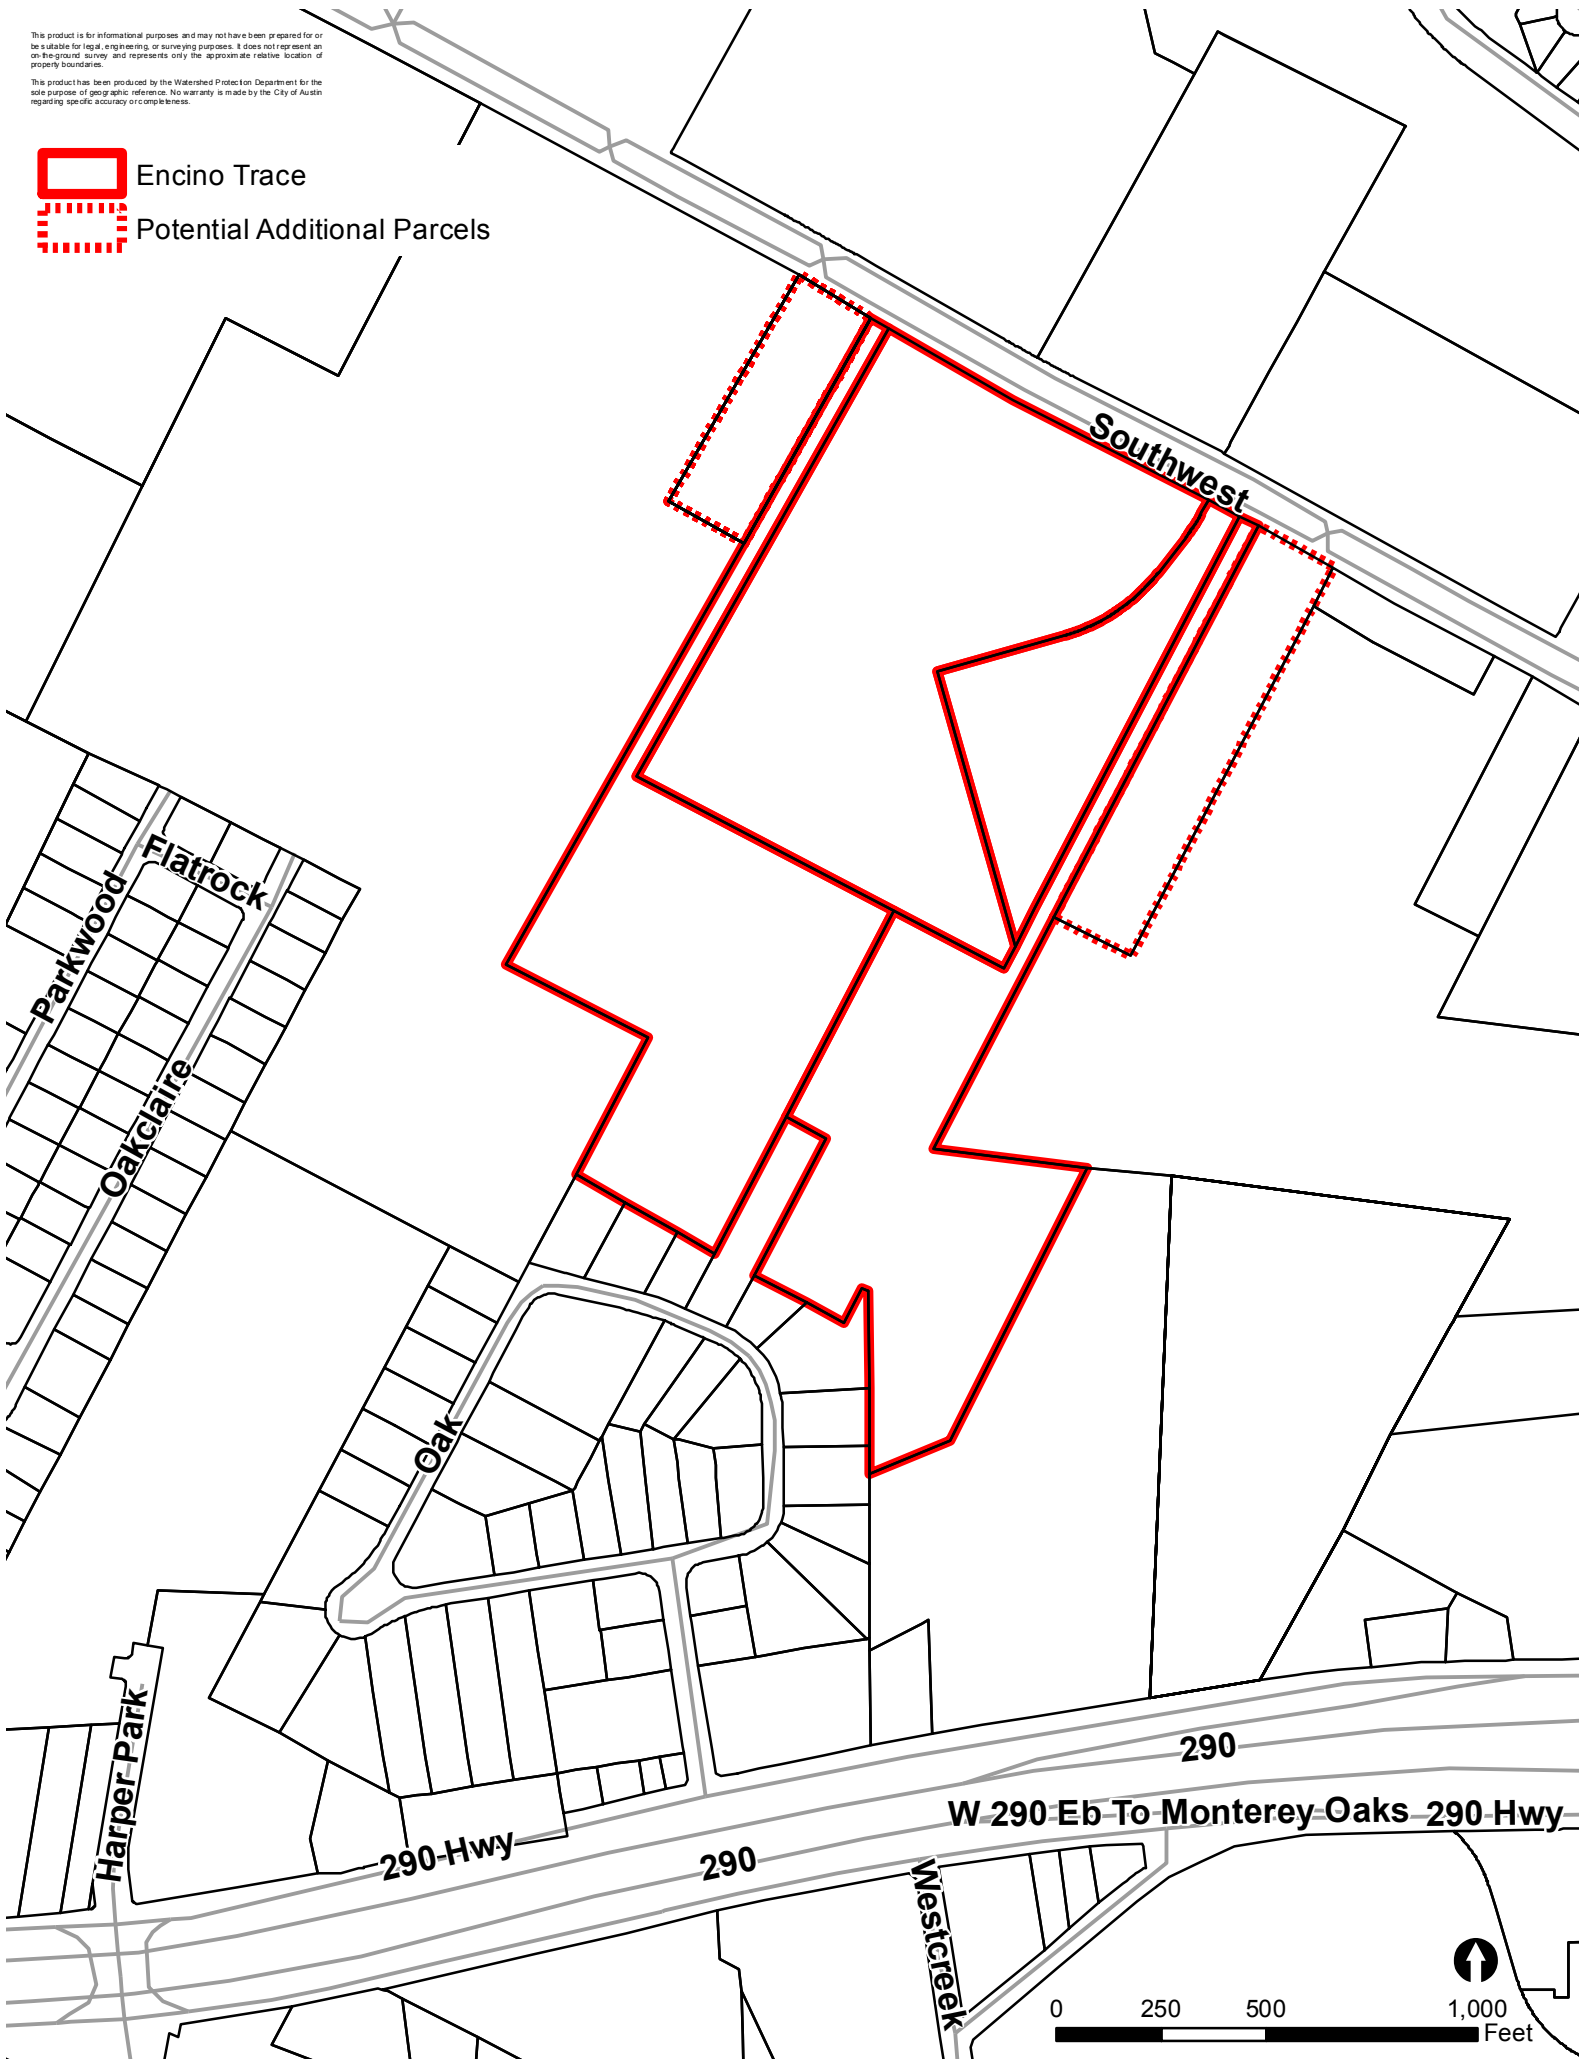 This product is for informational purposes and may not have been prepared for or
be suitable for legal, engineering, or surveying purposes. It does not represent an
on-the-ground survey and represents only the approximate relative location of
property boundaries.
This product has been produced by the Watershed Protection Department for the
sole purpose of geographic reference. No warranty is made by the City of Austin
regarding specific accuracy or completeness.
Encino Trace
Potential Additional Parcels
Southwest
Flatrock
Parkwood
Oakclaire
Oak
Harper Park
290
W 290 Eb To Monterey Oaks
290 Hwy
290 Hwy
290
Westcreek
0 250 500 1,000
Feet